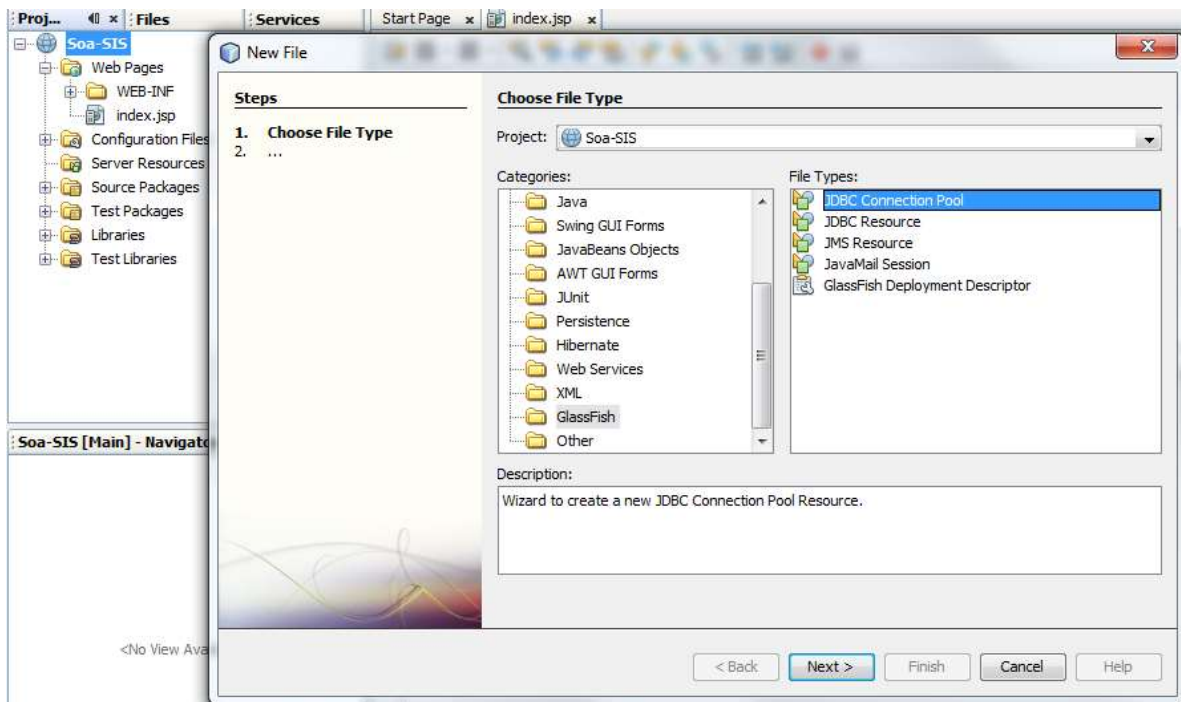 Proj... Files Services Start Page index.jsp
Soa-SIS
Web Pages
WEB-INF
index.jsp
Configuration Files
Server Resources
Source Packages
Test Packages
Libraries
Test Libraries
Soa-SIS [Main] - Navigato
<No View Ava
New File
Steps
1. Choose File Type
2. ...
Choose File Type
Project: Soa-SIS
Categories:
Java
Swing GUI Forms
JavaBeans Objects
AWT GUI Forms
JUnit
Persistence
Hibernate
Web Services
XML
GlassFish
Other
File Types:
JDBC Connection Pool
JDBC Resource
JMS Resource
JavaMail Session
GlassFish Deployment Descriptor
Description:
Wizard to create a new JDBC Connection Pool Resource.
< Back Next > Finish Cancel Help